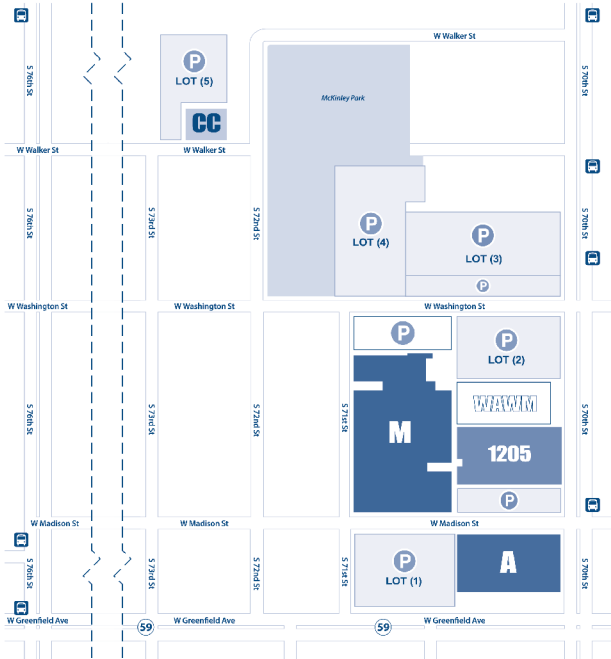 W Walker St
S 76th St
P
LOT (5)
S 70th St
McKinley Park
CC
W Walker St
W Walker St
S 76th St
S 73rd St
S 72nd St
P
LOT (4)
P
LOT (3)
S 70th St
P
W Washington St
W Washington St
W Washington St
P
P
LOT (2)
S 76th St
S 73rd St
S 72nd St
S 71st St
M
WAWM
1205
S 70th St
P
W Madison St
W Madison St
W Madison St
S 76th St
S 73rd St
S 72nd St
S 71st St
P
LOT (1)
A
S 70th St
W Greenfield Ave
W Greenfield Ave
W Greenfield Ave
59
59